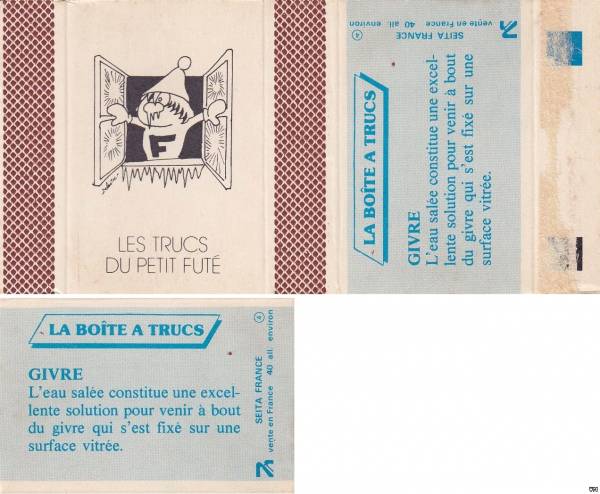 F
LES TRUCS
DU PETIT FUTÉ
LA BOÎTE A TRUCS
GIVRE
L'eau salée constitue une excel-
lente solution pour venir à bout
du givre qui s'est fixé sur une
surface vitrée.
SEITA FRANCE
vente en France 40 all. environ
4
LA BOÎTE A TRUCS
GIVRE
L'eau salée constitue une excel-
lente solution pour venir à bout
du givre qui s'est fixé sur une
surface vitrée.
SEITA FRANCE
vente en France 40 all. environ
4